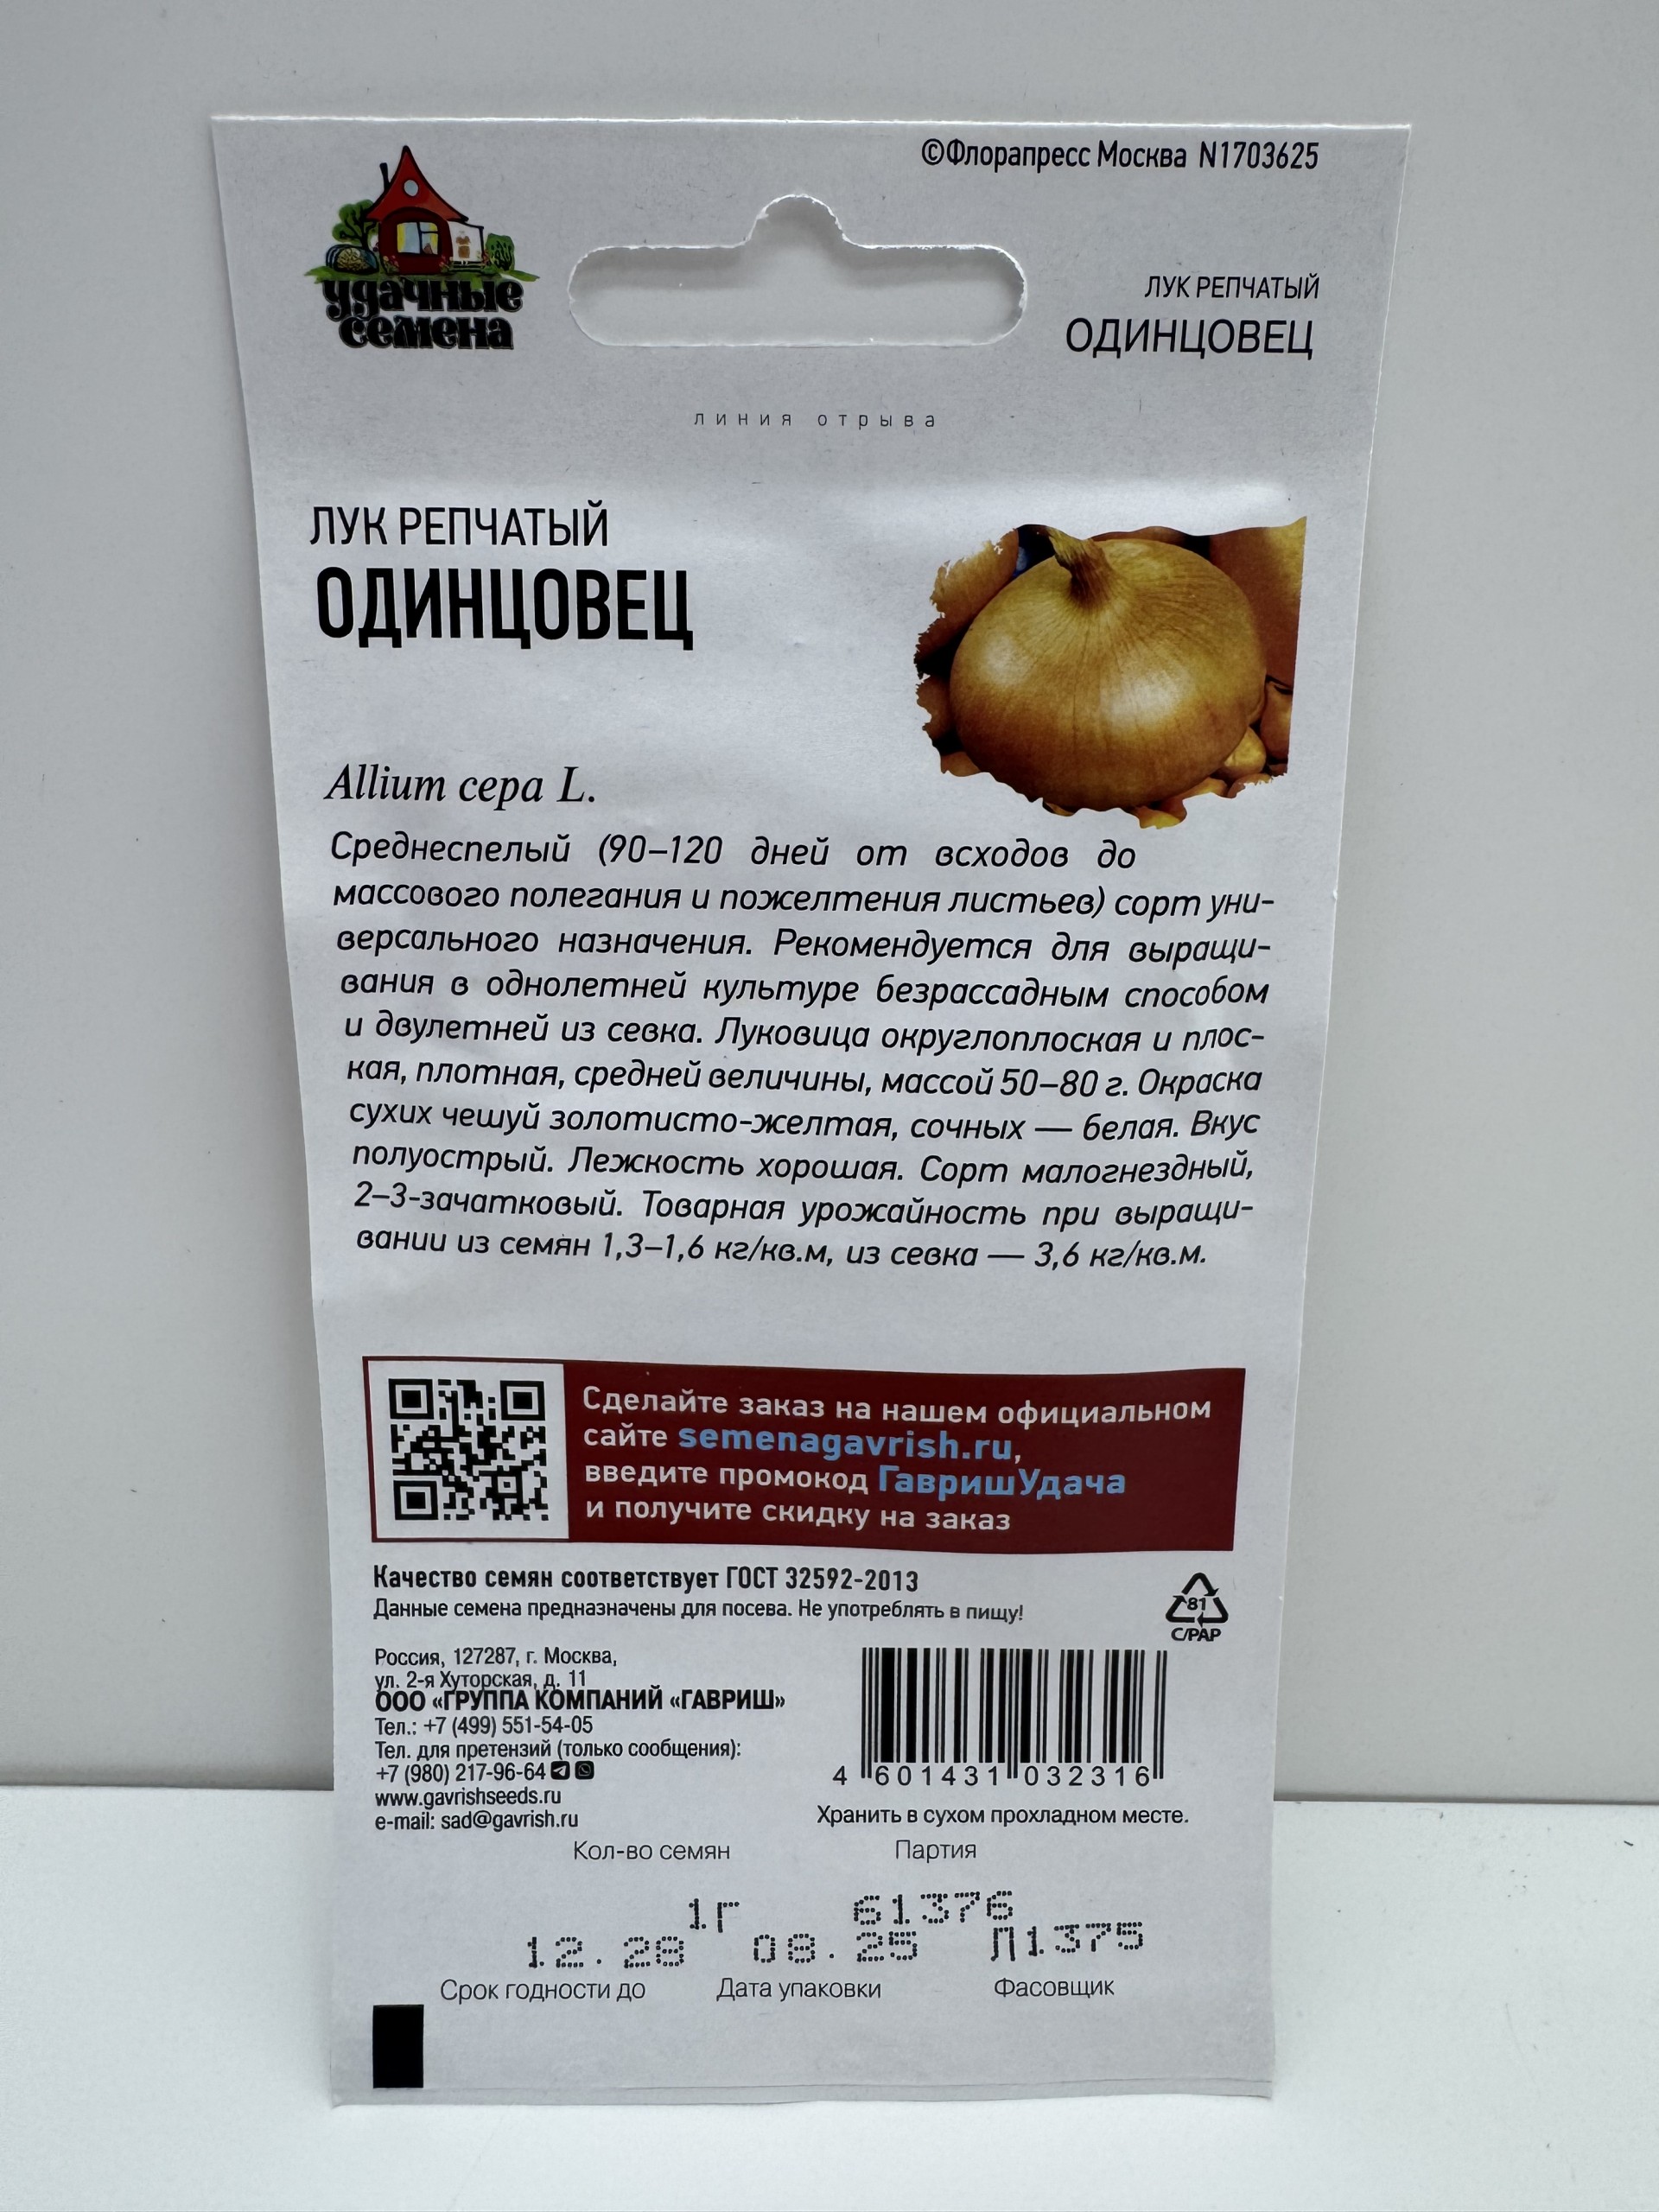 ©Флорапресс Москва N1703625
удачные
семена
ЛУК РЕПЧАТЫЙ
ОДИНЦОВЕЦ
линия отрыва
ЛУК РЕПЧАТЫЙ
ОДИНЦОВЕЦ
Allium cepa L.
Среднеспелый (90–120 дней от всходов до
массового полегания и пожелтения листьев) сорт уни-
версального назначения. Рекомендуется для выращи-
вания в однолетней культуре безрассадным способом
и двулетней из севка. Луковица округлоплоская и плос-
кая, плотная, средней величины, массой 50–80 г. Окраска
сухих чешуй золотисто-желтая, сочных — белая. Вкус
полуострый. Лежкость хорошая. Сорт малогнездный,
2–3-зачатковый. Товарная урожайность при выращи-
вании из семян 1,3–1,6 кг/кв.м, из севка — 3,6 кг/кв.м.
Сделайте заказ на нашем официальном
сайте semenagavrish.ru,
введите промокод ГавришУдача
и получите скидку на заказ
Качество семян соответствует ГОСТ 32592-2013
Данные семена предназначены для посева. Не употреблять в пищу!
81
C/PAP
Россия, 127287, г. Москва,
ул. 2-я Хуторская, д. 11
ООО «ГРУППА КОМПАНИЙ «ГАВРИШ»
Тел.: +7 (499) 551-54-05
Тел. для претензий (только сообщения):
+7 (980) 217-96-64
www.gavrishseeds.ru
e-mail: sad@gavrish.ru
4 601431 032316
Хранить в сухом прохладном месте.
Кол-во семян Партия
1г 61376
12.28 08.25 Л1375
Срок годности до Дата упаковки Фасовщик